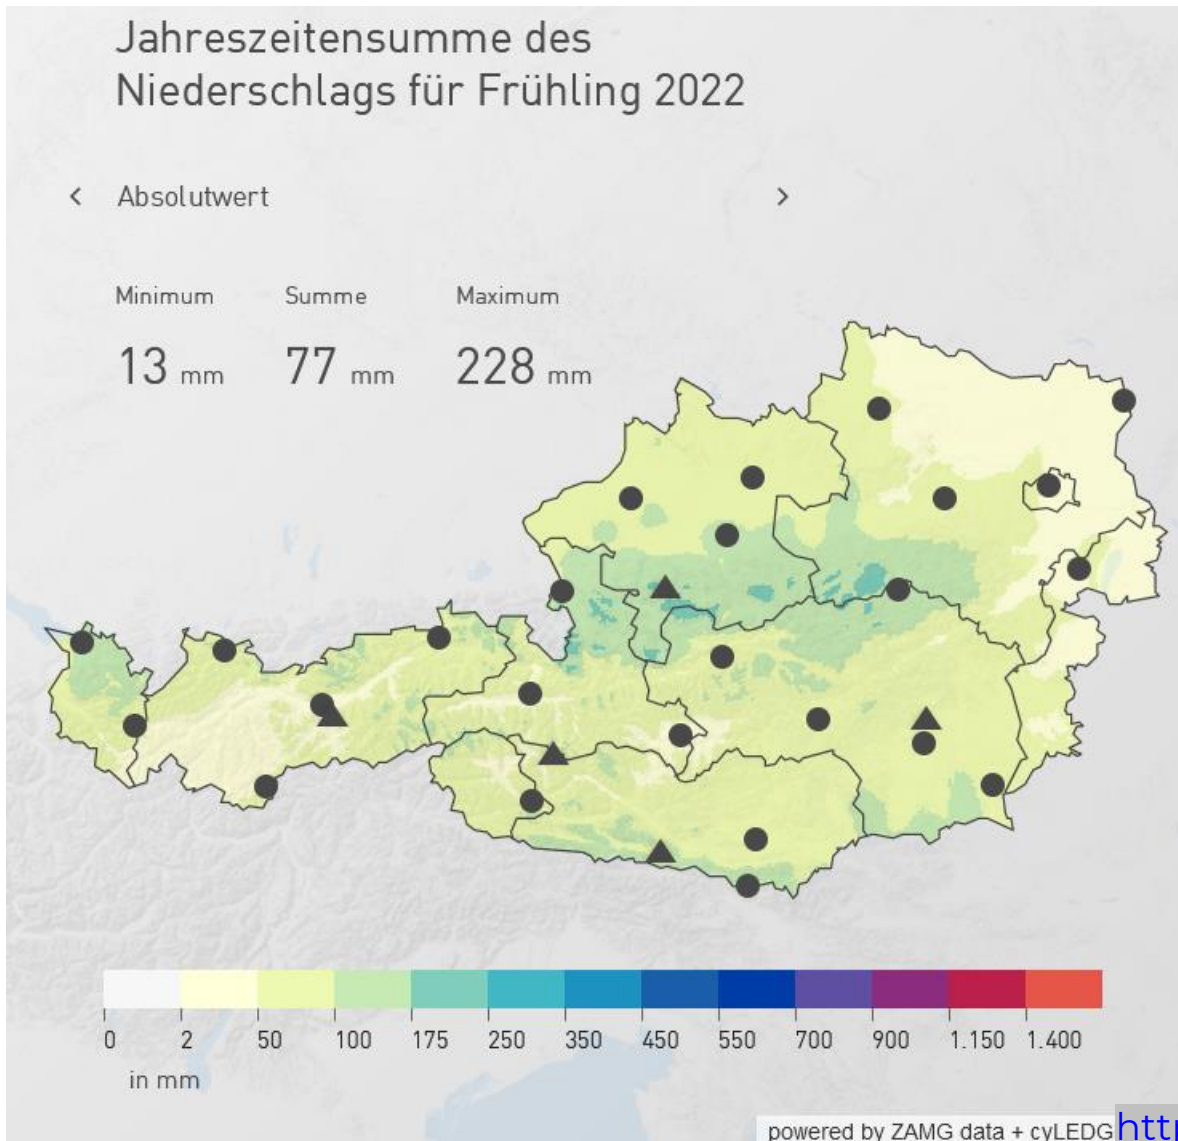 Jahreszeitensumme des
Niederschlags für Frühling 2022
Absolutwert
Minimum Summe Maximum
13 mm 77 mm 228 mm
0 2 50 100 175 250 350 450 550 700 900 1.150 1.400
in mm
powered by ZAMG data + cyLEDG